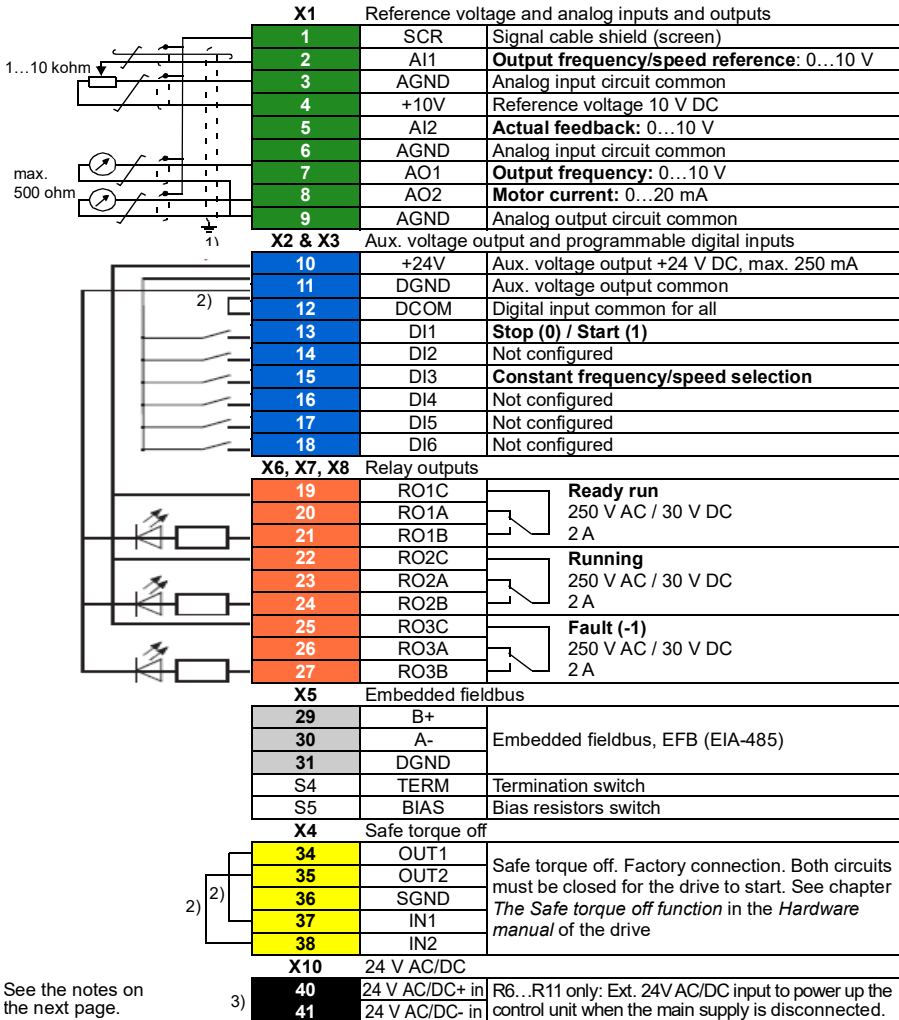 X1 Reference voltage and analog inputs and outputs
1 SCR Signal cable shield (screen)
2 AI1 Output frequency/speed reference: 0…10 V
1…10 kohm
3 AGND Analog input circuit common
4 +10V Reference voltage 10 V DC
5 AI2 Actual feedback: 0…10 V
6 AGND Analog input circuit common
max.
500 ohm
7 AO1 Output frequency: 0…10 V
8 AO2 Motor current: 0…20 mA
9 AGND Analog output circuit common
1)
X2 & X3 Aux. voltage output and programmable digital inputs
10 +24V Aux. voltage output +24 V DC, max. 250 mA
11 DGND Aux. voltage output common
2)
12 DCOM Digital input common for all
13 DI1 Stop (0) / Start (1)
14 DI2 Not configured
15 DI3 Constant frequency/speed selection
16 DI4 Not configured
17 DI5 Not configured
18 DI6 Not configured
X6, X7, X8 Relay outputs
19 RO1C Ready run
20 RO1A 250 V AC / 30 V DC
21 RO1B 2 A
22 RO2C Running
23 RO2A 250 V AC / 30 V DC
24 RO2B 2 A
25 RO3C Fault (-1)
26 RO3A 250 V AC / 30 V DC
27 RO3B 2 A
X5 Embedded fieldbus
29 B+
30 A- Embedded fieldbus, EFB (EIA-485)
31 DGND
S4 TERM Termination switch
S5 BIAS Bias resistors switch
X4 Safe torque off
34 OUT1
35 OUT2
36 SGND
37 IN1
38 IN2
Safe torque off. Factory connection. Both circuits
must be closed for the drive to start. See chapter
The Safe torque off function in the Hardware
manual of the drive
2)
2)
X10 24 V AC/DC
40 24 V AC/DC+ in R6…R11 only: Ext. 24V AC/DC input to power up the
41 24 V AC/DC- in control unit when the main supply is disconnected.
3)
See the notes on
the next page.